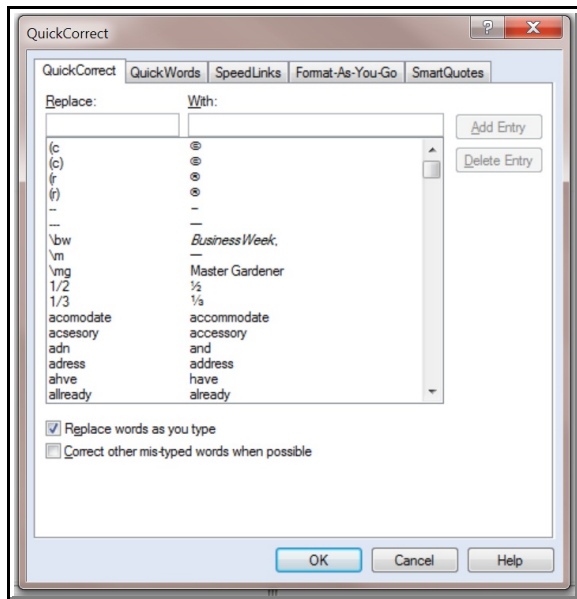 QuickCorrect
QuickCorrect QuickWords SpeedLinks Format-As-You-Go SmartQuotes
Replace: With:
Add Entry
Delete Entry
(c ©
(c) ©
(r ®
(r) ®
-- –
--- —
\bw BusinessWeek,
\m —
\mg Master Gardener
1/2 ½
1/3 ⅓
acomodate accommodate
acsesory accessory
adn and
adress address
ahve have
allready already
Replace words as you type
Correct other mis-typed words when possible
OK Cancel Help